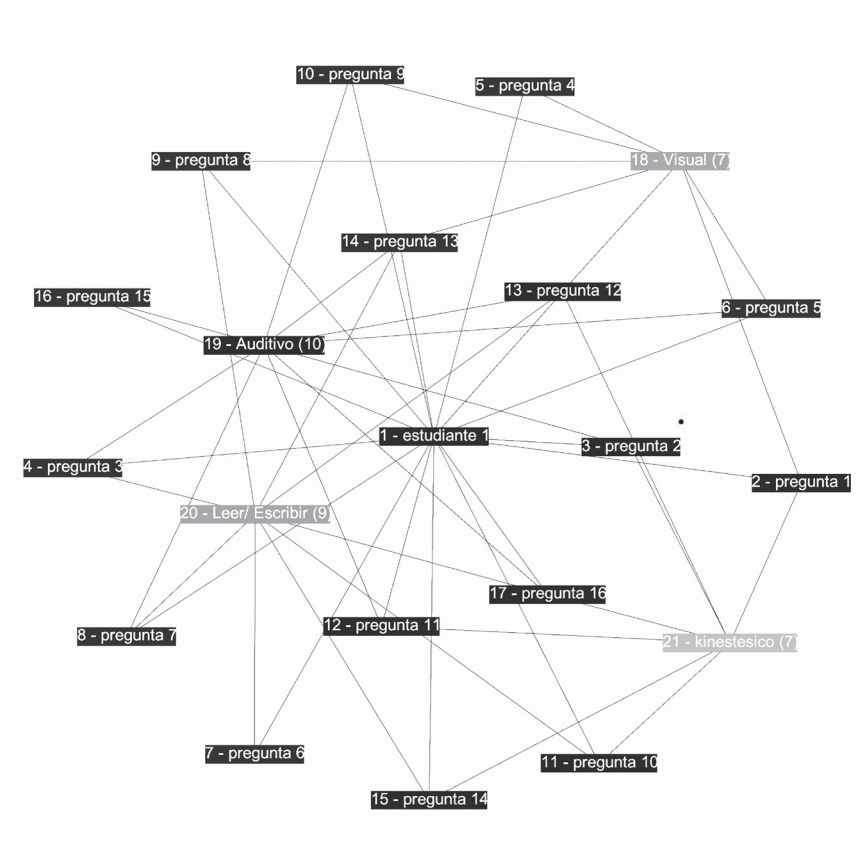 10 - pregunta 9
5 - pregunta 4
9 - pregunta 8
18 - Visual (7)
14 - pregunta 13
13 - pregunta 12
16 - pregunta 15
6 - pregunta 5
19 - Auditivo (10)
1 - estudiante 1
3 - pregunta 2
4 - pregunta 3
2 - pregunta 1
20 - Leer/ Escribir (9)
17 - pregunta 16
12 - pregunta 11
8 - pregunta 7
21 - kinestesico (7)
7 - pregunta 6
11 - pregunta 10
15 - pregunta 14